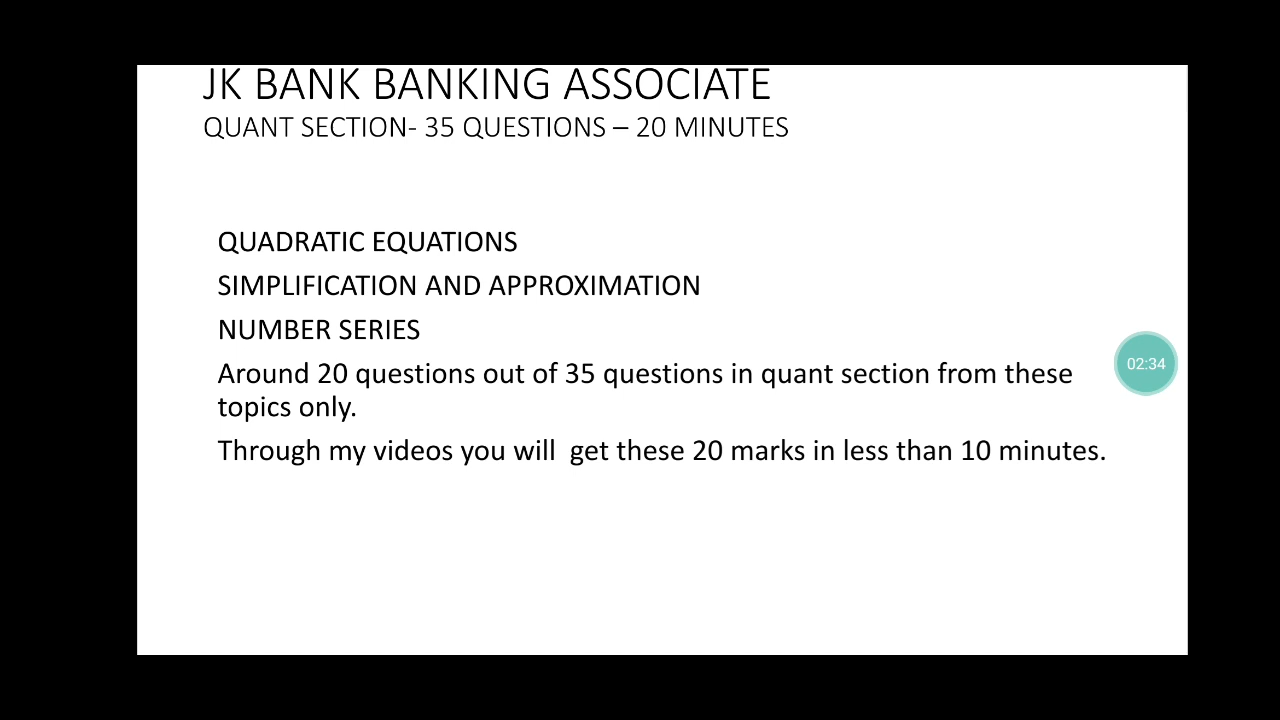 JK BANK BANKING ASSOCIATE
QUANT SECTION- 35 QUESTIONS – 20 MINUTES
QUADRATIC EQUATIONS
SIMPLIFICATION AND APPROXIMATION
NUMBER SERIES
Around 20 questions out of 35 questions in quant section from these
topics only.
Through my videos you will  get these 20 marks in less than 10 minutes.
02:34